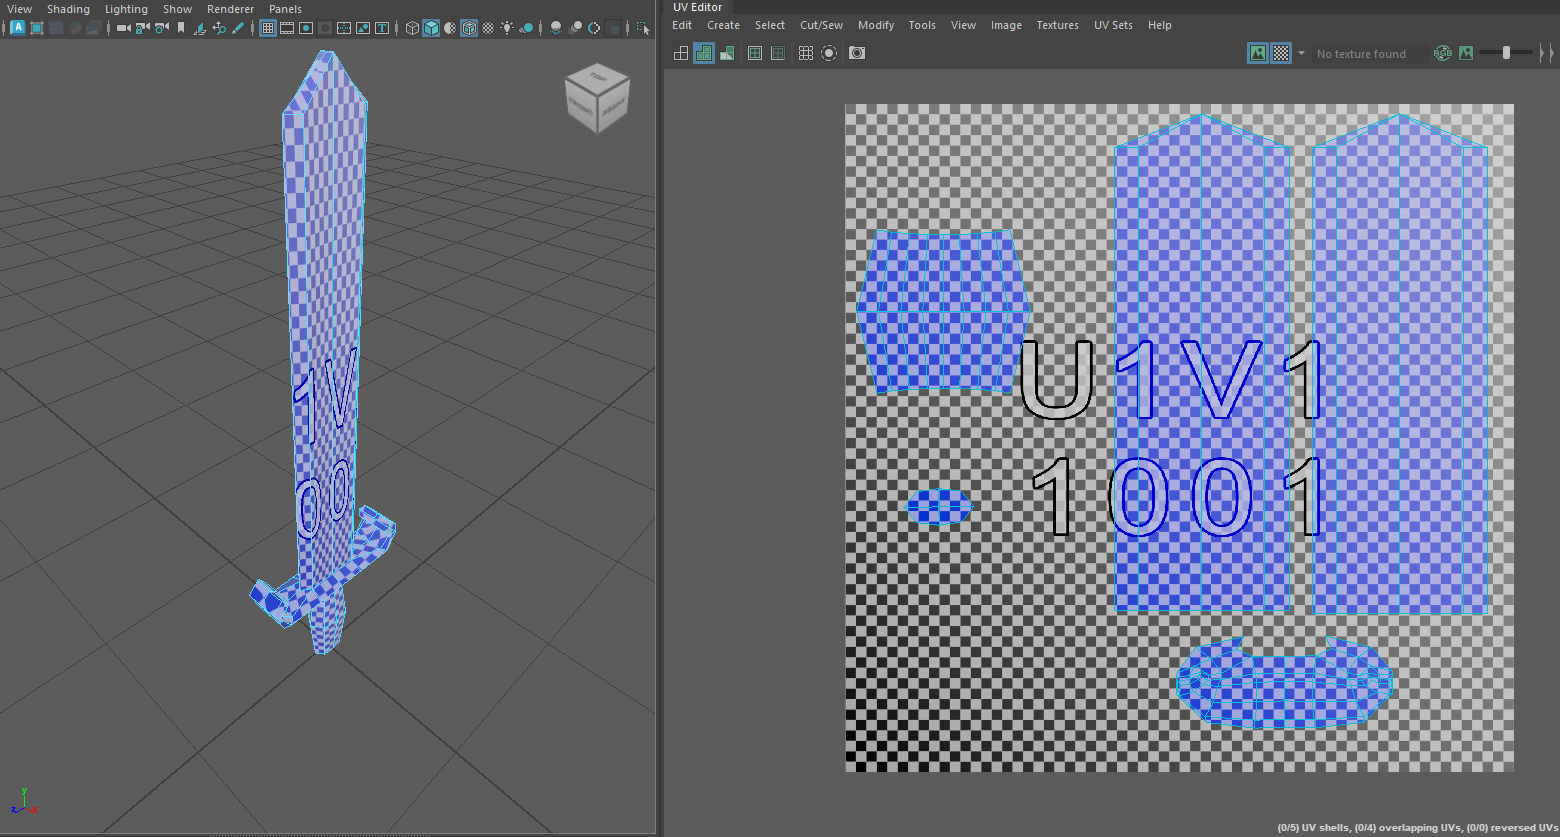 View Shading Lighting Show Renderer Panels
UV Editor
Edit Create Select Cut/Sew Modify Tools View Image Textures UV Sets Help
No texture found
RGB
A
T
1V
00
U1V1
1001
y
z x
(0/5) UV shells, (0/4) overlapping UVs, (0/0) reversed UVs